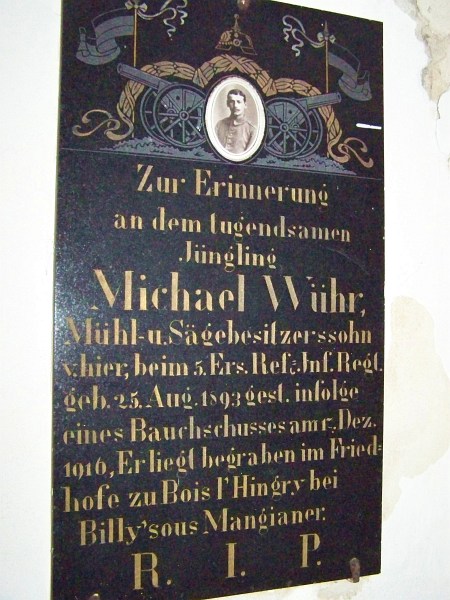 Zur Erinnerung
an dem tugendsamen
Jüngling
Michael Wühr,
Mühl-u. Sägebesitzerssohn
v. hier, beim 5. Ers. Ref. Inf. Regt.
geb. 25. Aug. 1893 gest. infolge
eines Bauchschusses am Dez.
1916, Er liegt begraben im Fried=
hofe zu Bois l'Hingry bei
Billy'sous Mangianer.
R. I. P.